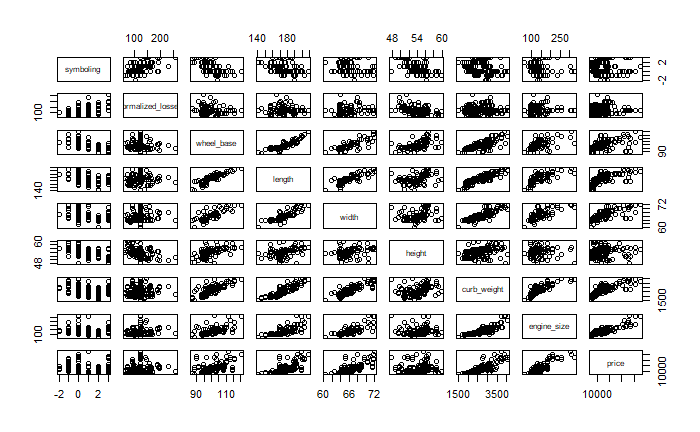 100 200 140 180 48 54 60 100 250
symboling
-2 2
100
ormalized_losse
wheel_base
90
140
length
width
60 72
48 60
height
curb_weight
1500
100
engine_size
price
10000
-2 0 2 90 110 60 66 72 1500 3500 10000